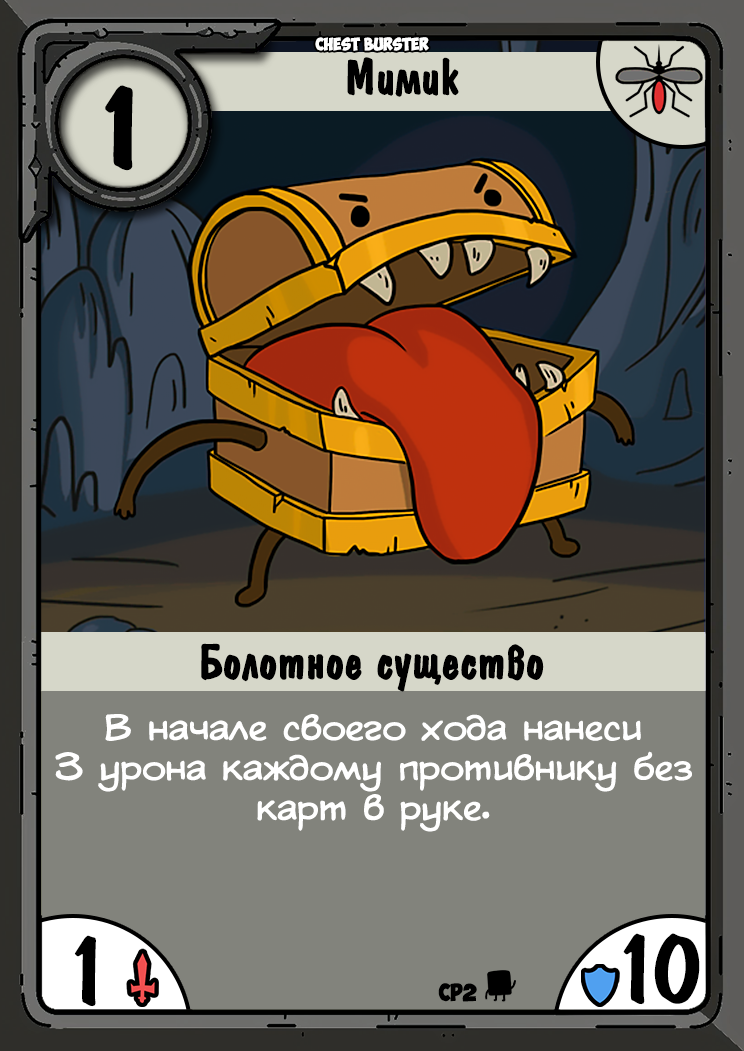 CHEST BURSTER
Мимик
1
Болотное существо
В начале своего хода нанеси
3 урона каждому противнику без
карт в руке.
1
CP2
10